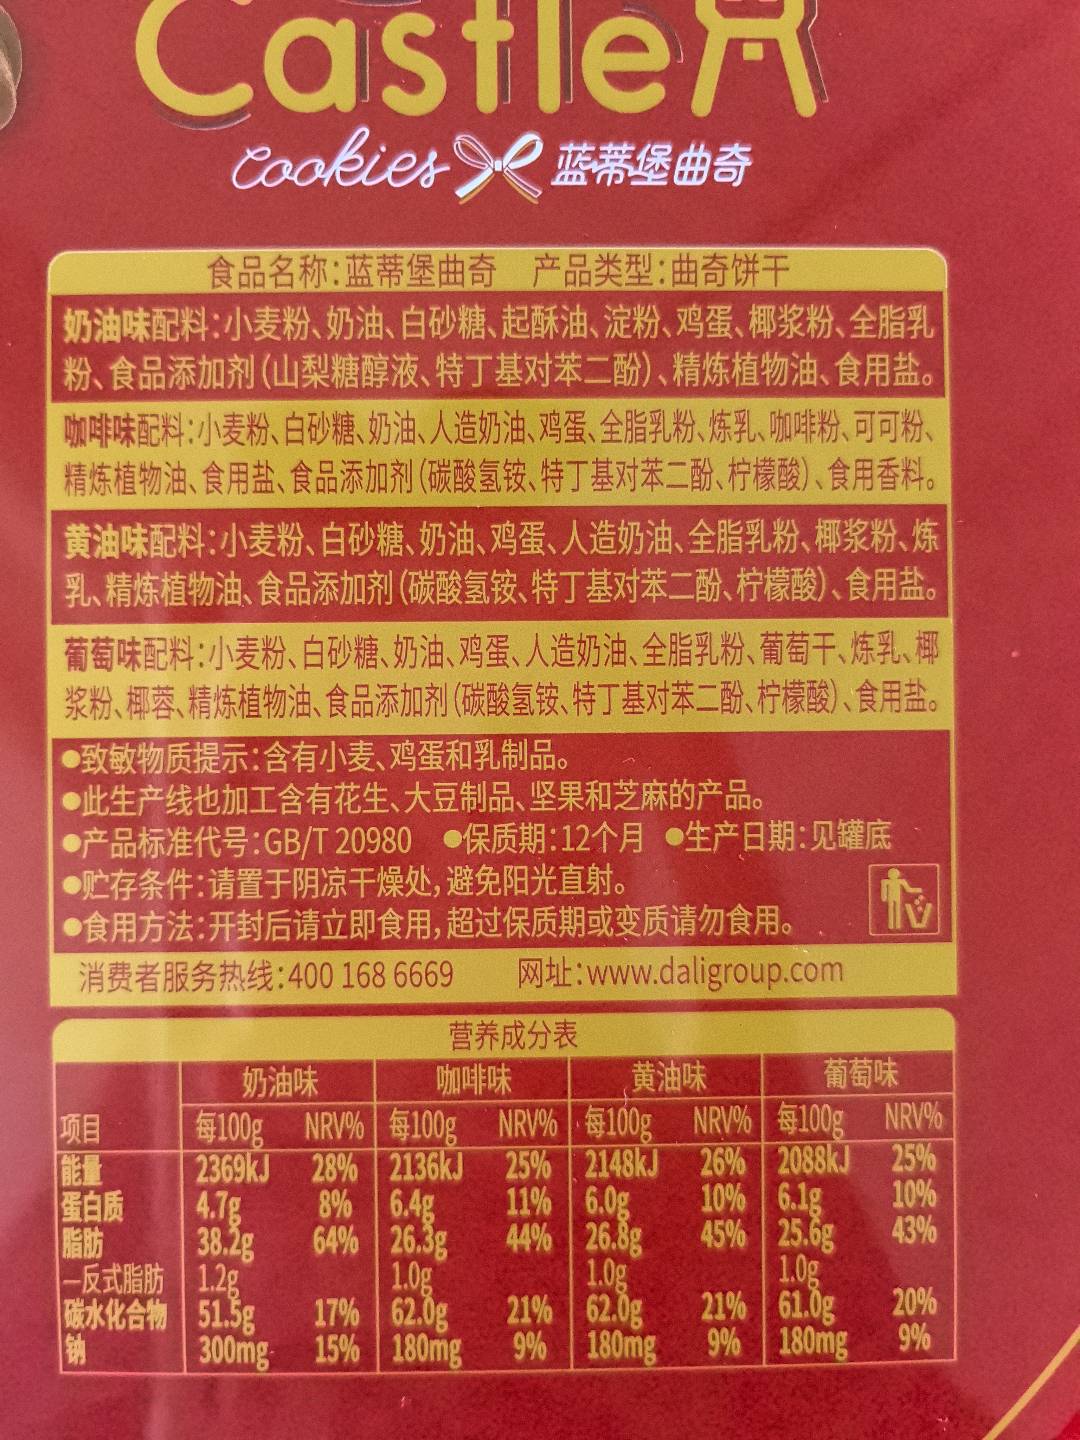 Castle
Cookies 蓝蒂堡曲奇
食品名称:蓝蒂堡曲奇 产品类型:曲奇饼干
奶油味配料:小麦粉、奶油、白砂糖、起酥油、淀粉、鸡蛋、椰浆粉、全脂乳
粉、食品添加剂(山梨糖醇液、特丁基对苯二酚)、精炼植物油、食用盐。
咖啡味配料:小麦粉、白砂糖、奶油、人造奶油、鸡蛋、全脂乳粉、炼乳、咖啡粉、可可粉、
精炼植物油、食用盐、食品添加剂(碳酸氢铵、特丁基对苯二酚、柠檬酸)、食用香料。
黄油味配料:小麦粉、白砂糖、奶油、鸡蛋、人造奶油、全脂乳粉、椰浆粉、炼
乳、精炼植物油、食品添加剂(碳酸氢铵、特丁基对苯二酚、柠檬酸)、食用盐。
葡萄味配料:小麦粉、白砂糖、奶油、鸡蛋、人造奶油、全脂乳粉、葡萄干、炼乳、椰
浆粉、椰蓉、精炼植物油、食品添加剂(碳酸氢铵、特丁基对苯二酚、柠檬酸)、食用盐。
●致敏物质提示:含有小麦、鸡蛋和乳制品。
●此生产线也加工含有花生、大豆制品、坚果和芝麻的产品。
●产品标准代号:GB/T 20980 ●保质期:12个月 ●生产日期:见罐底
●贮存条件:请置于阴凉干燥处,避免阳光直射。
●食用方法:开封后请立即食用,超过保质期或变质请勿食用。
消费者服务热线:400 168 6669 网址:www.daligroup.com
营养成分表
奶油味 咖啡味 黄油味 葡萄味
项目 每100g NRV% 每100g NRV% 每100g NRV% 每100g NRV%
能量 2369kJ 28% 2136kJ 25% 2148kJ 26% 2088kJ 25%
蛋白质 4.7g 8% 6.4g 11% 6.0g 10% 6.1g 10%
脂肪 38.2g 64% 26.3g 44% 26.8g 45% 25.6g 43%
—反式脂肪 1.2g 1.0g 1.0g 1.0g
碳水化合物 51.5g 17% 62.0g 21% 62.0g 21% 61.0g 20%
钠 300mg 15% 180mg 9% 180mg 9% 180mg 9%